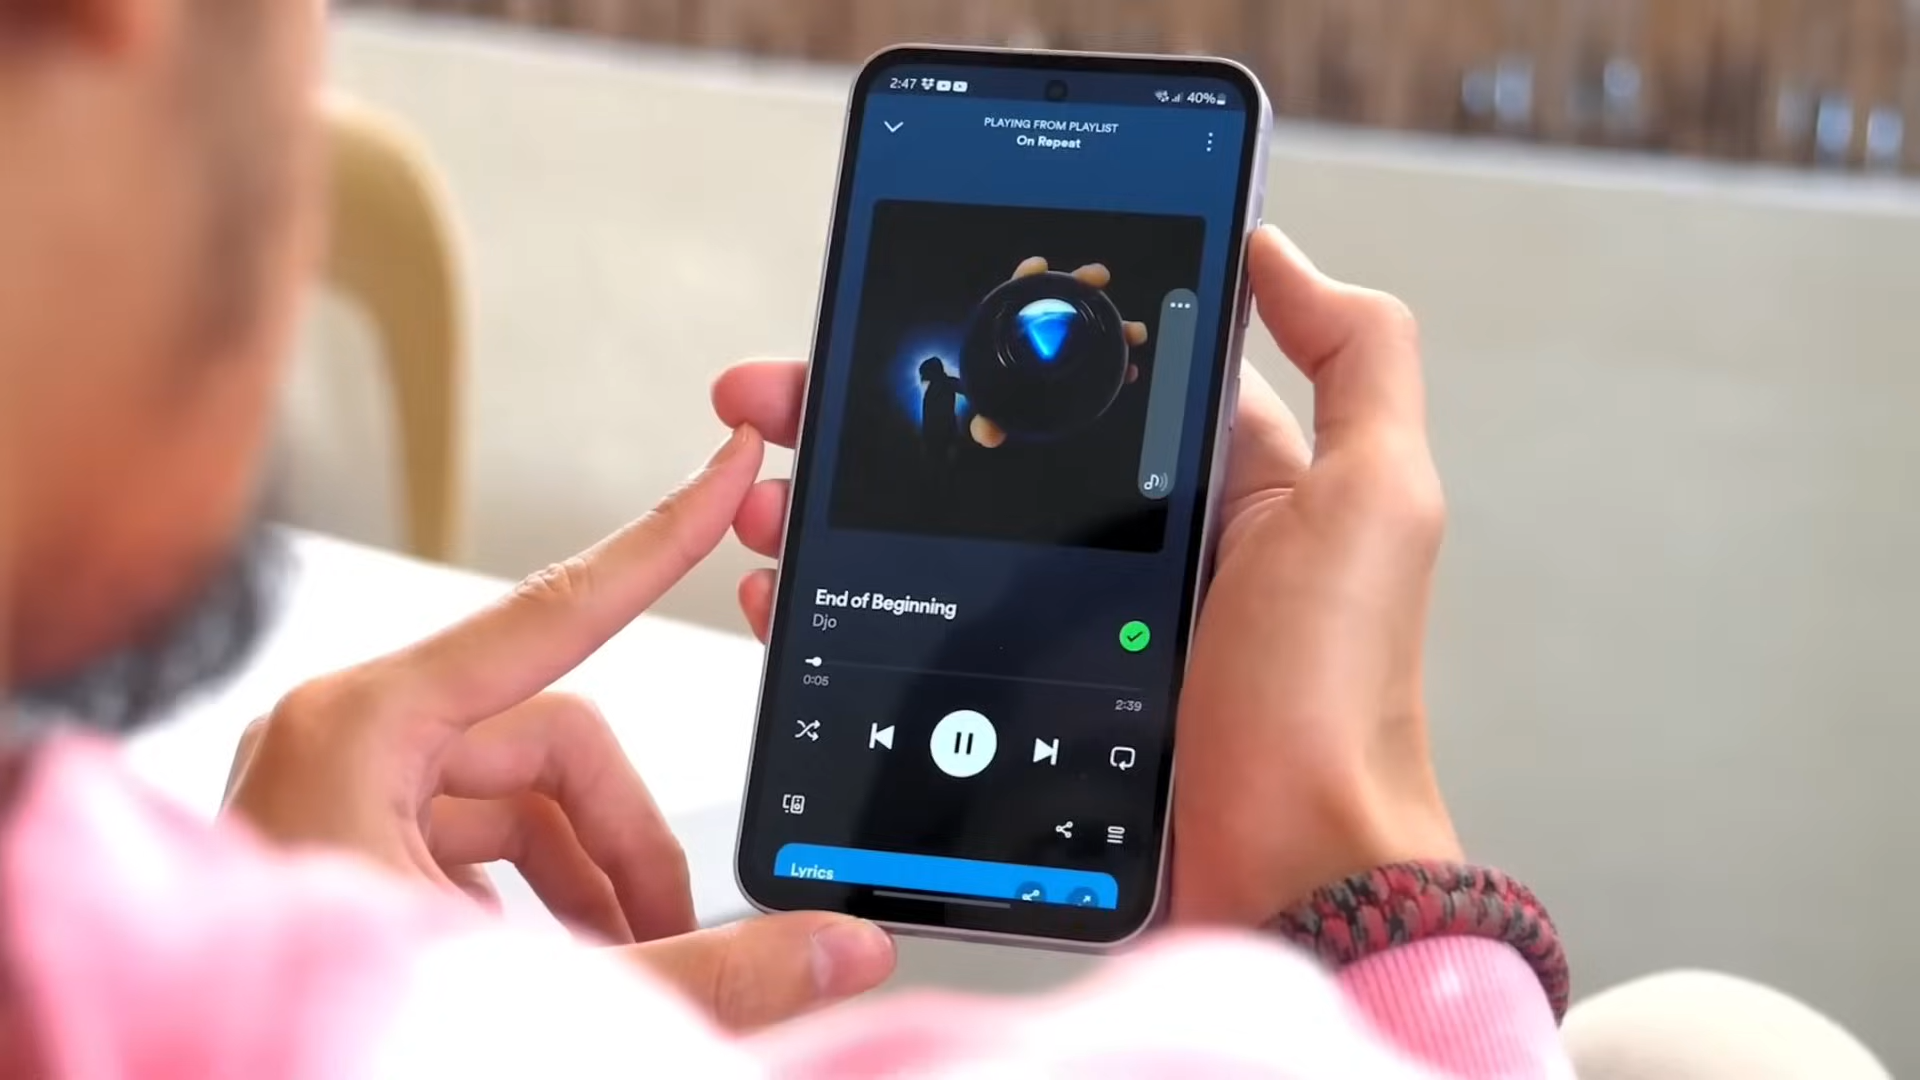 2:47
40%
PLAYING FROM PLAYLIST
On Repeat
End of Beginning
Djo
0:05
2:39
Lyrics